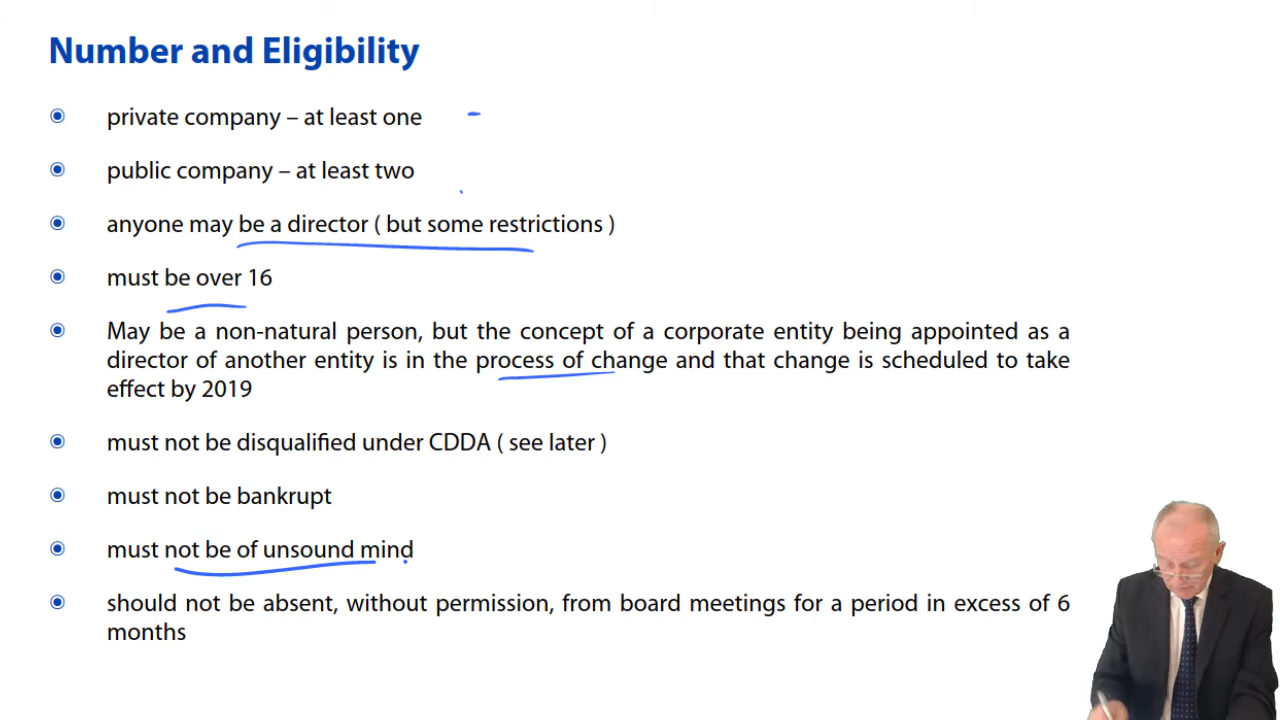 Number and Eligibility
private company – at least one
public company – at least two
anyone may be a director ( but some restrictions )
must be over 16
May be a non-natural person, but the concept of a corporate entity being appointed as a
director of another entity is in the process of change and that change is scheduled to take
effect by 2019
must not be disqualified under CDDA ( see later )
must not be bankrupt
must not be of unsound mind
should not be absent, without permission, from board meetings for a period in excess of 6
months